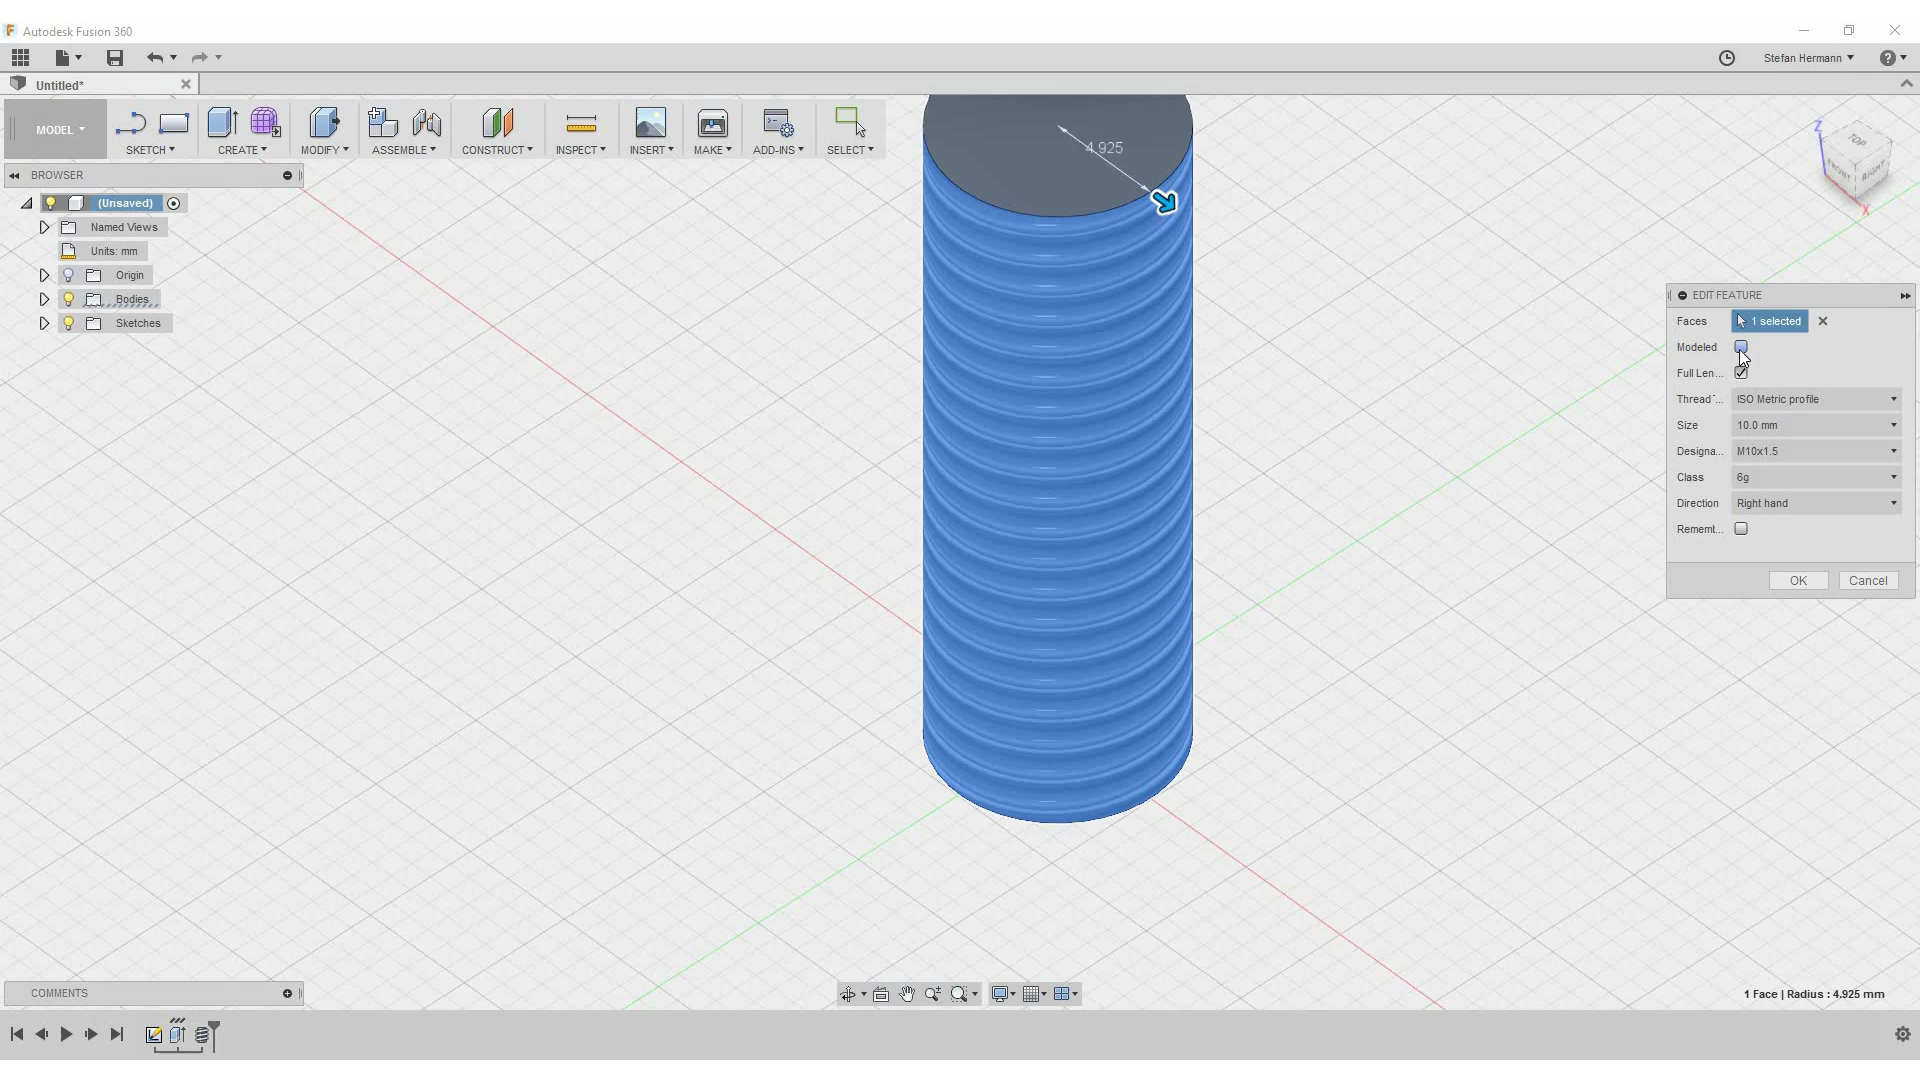 Autodesk Fusion 360
Stefan Hermann
Untitled*
MODEL
SKETCH
CREATE
MODIFY
ASSEMBLE
CONSTRUCT
INSPECT
INSERT
MAKE
ADD-INS
SELECT
BROWSER
(Unsaved)
Named Views
Units: mm
Origin
Bodies
Sketches
4.925
Z
TOP
FRONT
RIGHT
X
EDIT FEATURE
Faces 1 selected
Modeled
Full Len...
Thread ... ISO Metric profile
Size 10.0 mm
Designa... M10x1.5
Class 6g
Direction Right hand
Rememb...
OK Cancel
COMMENTS
1 Face | Radius : 4.925 mm